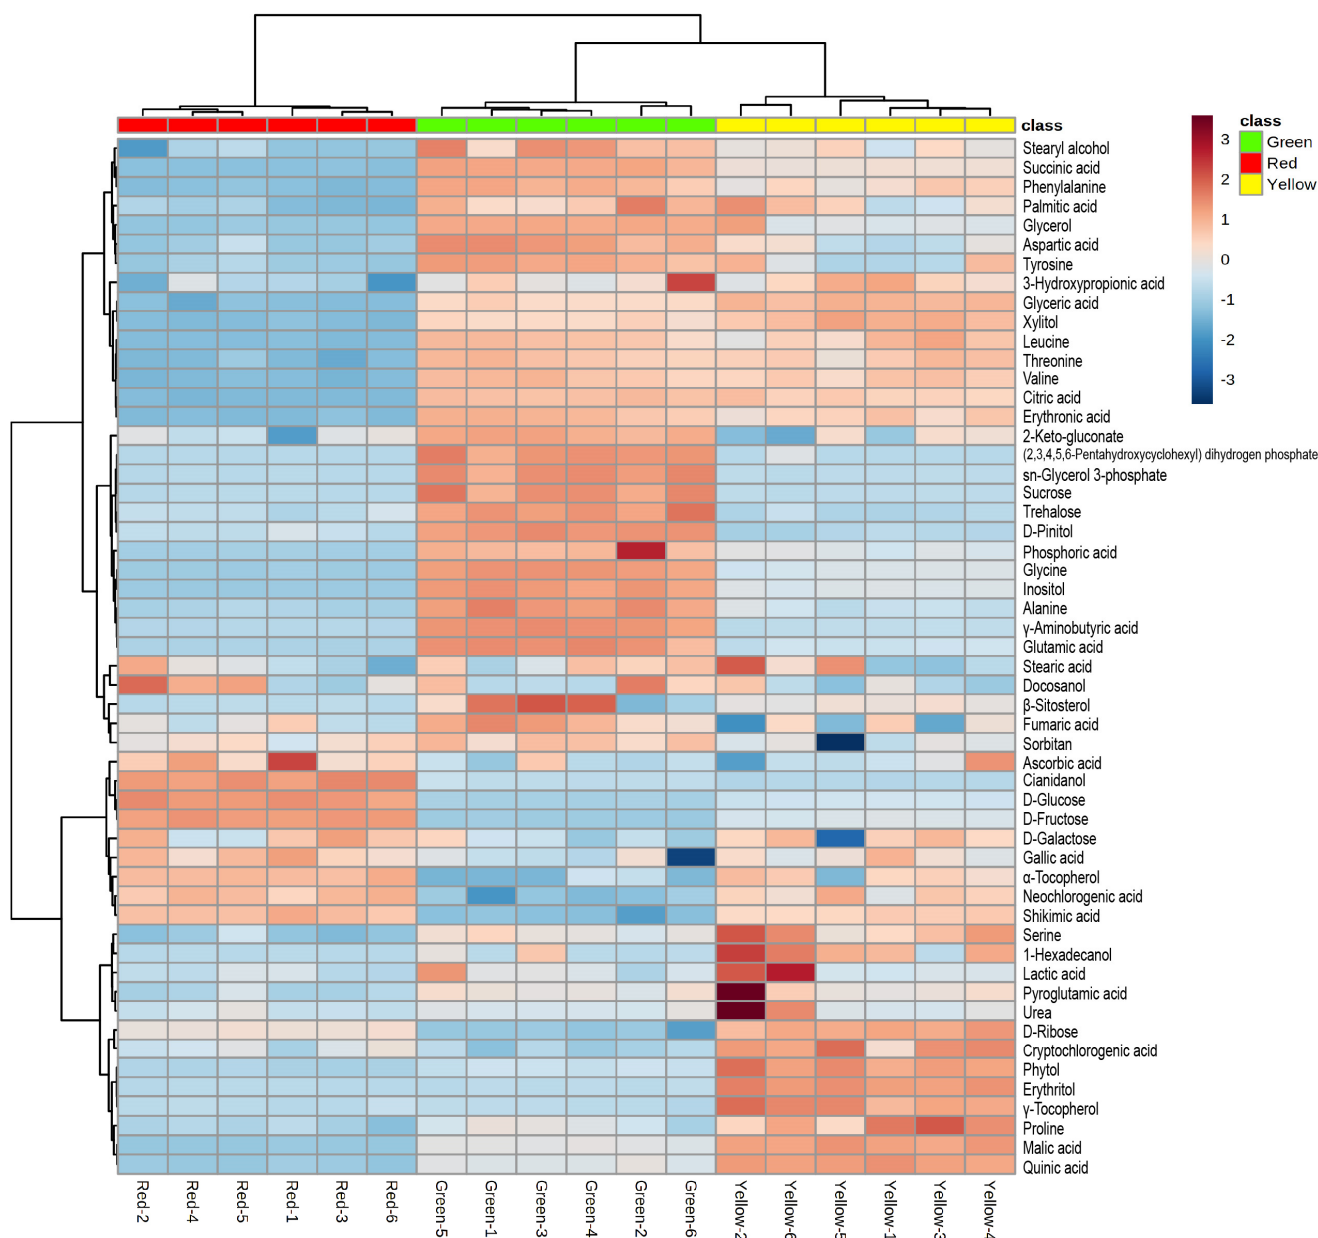 class
class
Green
Red
Yellow
3
2
1
0
-1
-2
-3
Stearyl alcohol
Succinic acid
Phenylalanine
Palmitic acid
Glycerol
Aspartic acid
Tyrosine
3-Hydroxypropionic acid
Glyceric acid
Xylitol
Leucine
Threonine
Valine
Citric acid
Erythronic acid
2-Keto-gluconate
(2,3,4,5,6-Pentahydroxycyclohexyl) dihydrogen phosphate
sn-Glycerol 3-phosphate
Sucrose
Trehalose
D-Pinitol
Phosphoric acid
Glycine
Inositol
Alanine
γ-Aminobutyric acid
Glutamic acid
Stearic acid
Docosanol
β-Sitosterol
Fumaric acid
Sorbitan
Ascorbic acid
Cianidanol
D-Glucose
D-Fructose
D-Galactose
Gallic acid
α-Tocopherol
Neochlorogenic acid
Shikimic acid
Serine
1-Hexadecanol
Lactic acid
Pyroglutamic acid
Urea
D-Ribose
Cryptochlorogenic acid
Phytol
Erythritol
γ-Tocopherol
Proline
Malic acid
Quinic acid
Red-2
Red-4
Red-5
Red-1
Red-3
Red-6
Green-5
Green-1
Green-3
Green-4
Green-2
Green-6
Yellow-2
Yellow-6
Yellow-5
Yellow-1
Yellow-3
Yellow-4